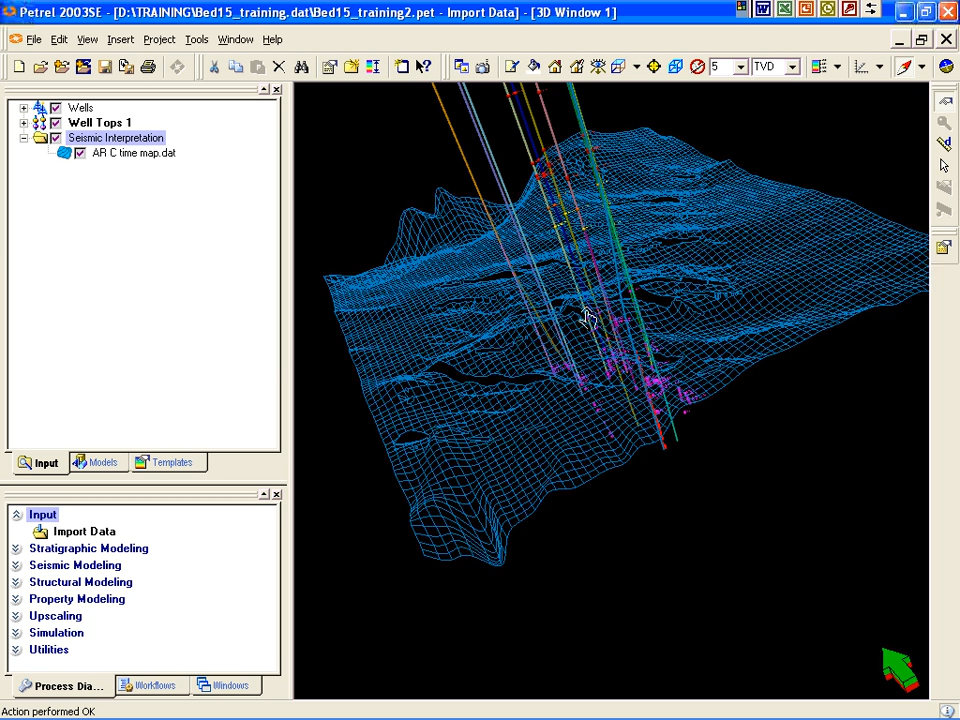 Petrel 2003SE - [D:\TRAINING\Bed15_training.dat\Bed15_training2.pet - Import Data] - [3D Window 1]
File Edit View Insert Project Tools Window Help
5 TVD
Wells
Well Tops 1
Seismic Interpretation
AR C time map.dat
Input Models Templates
Input
Import Data
Stratigraphic Modeling
Seismic Modeling
Structural Modeling
Property Modeling
Upscaling
Simulation
Utilities
Process Dia... Workflows Windows
Action performed OK